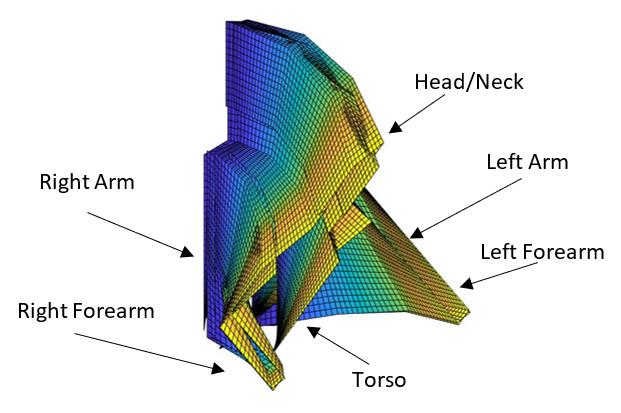 Head/Neck
Left Arm
Right Arm
Left Forearm
Right Forearm
Torso